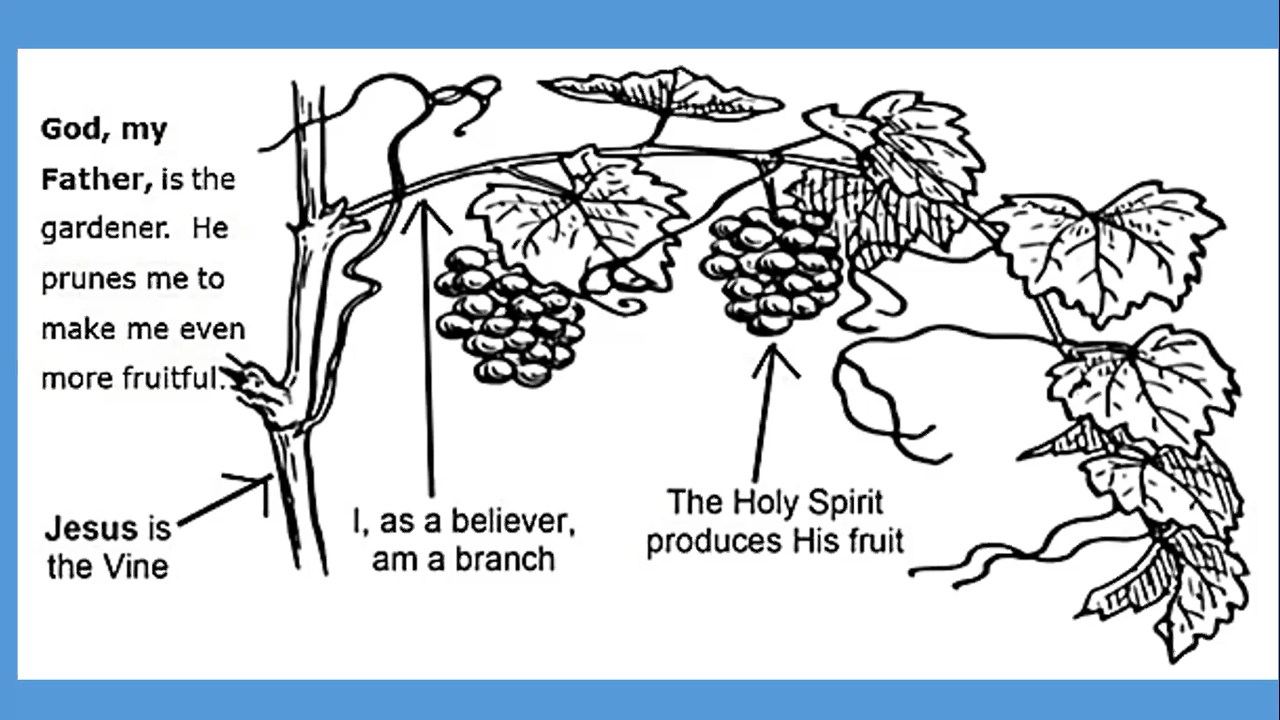 God, my
Father, is the
gardener. He
prunes me to
make me even
more fruitful.
Jesus is
the Vine
I, as a believer,
am a branch
The Holy Spirit
produces His fruit